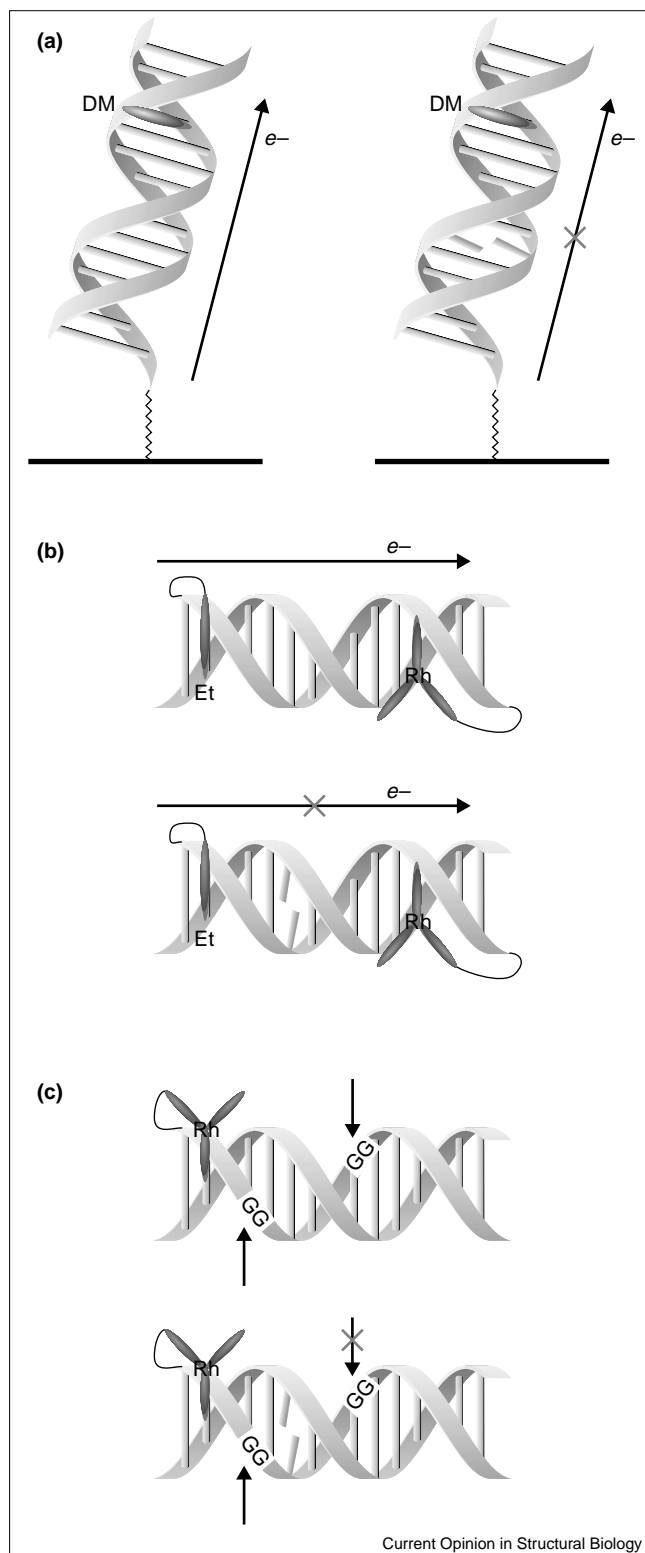 (a)
DM
e–
DM
e–
(b)
e–
Et
Rh
e–
Et
Rh
(c)
Rh
GG
GG
Rh
GG
GG
Current Opinion in Structural Biology